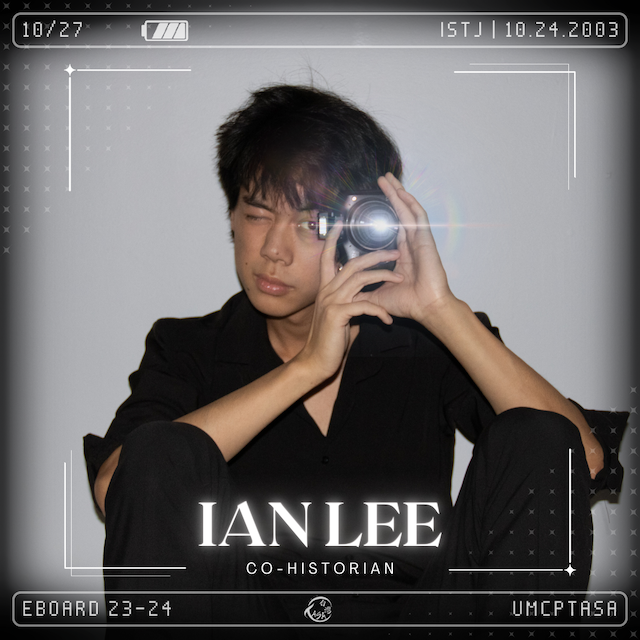 10/27
ISTJ | 10.24.2003
IAN LEE
CO-HISTORIAN
EBOARD 23-24
UMCPTASA